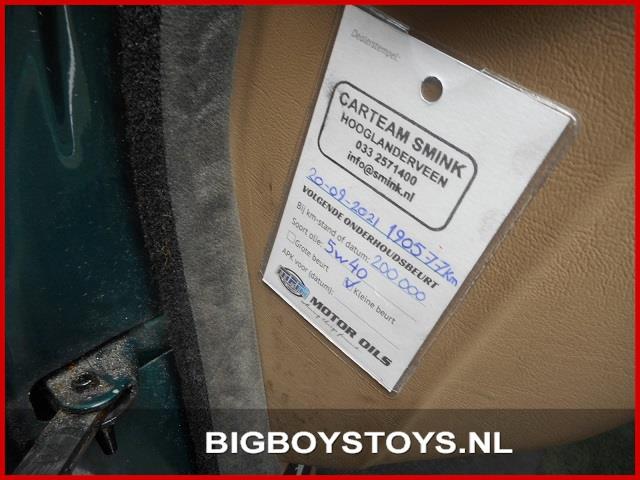 Dealerstempel:
CARTEAM SMINK
HOOGLANDERVEEN
033 2571400
info@smink.nl
20-09-2021 190577km
VOLGENDE ONDERHOUDSBEURT
Bij km-stand of datum: 200.000
Soort olie: 5W40
Grote beurt Kleine beurt
APK voor (datum):
MOTOR OILS
BIGBOYSTOYS.NL